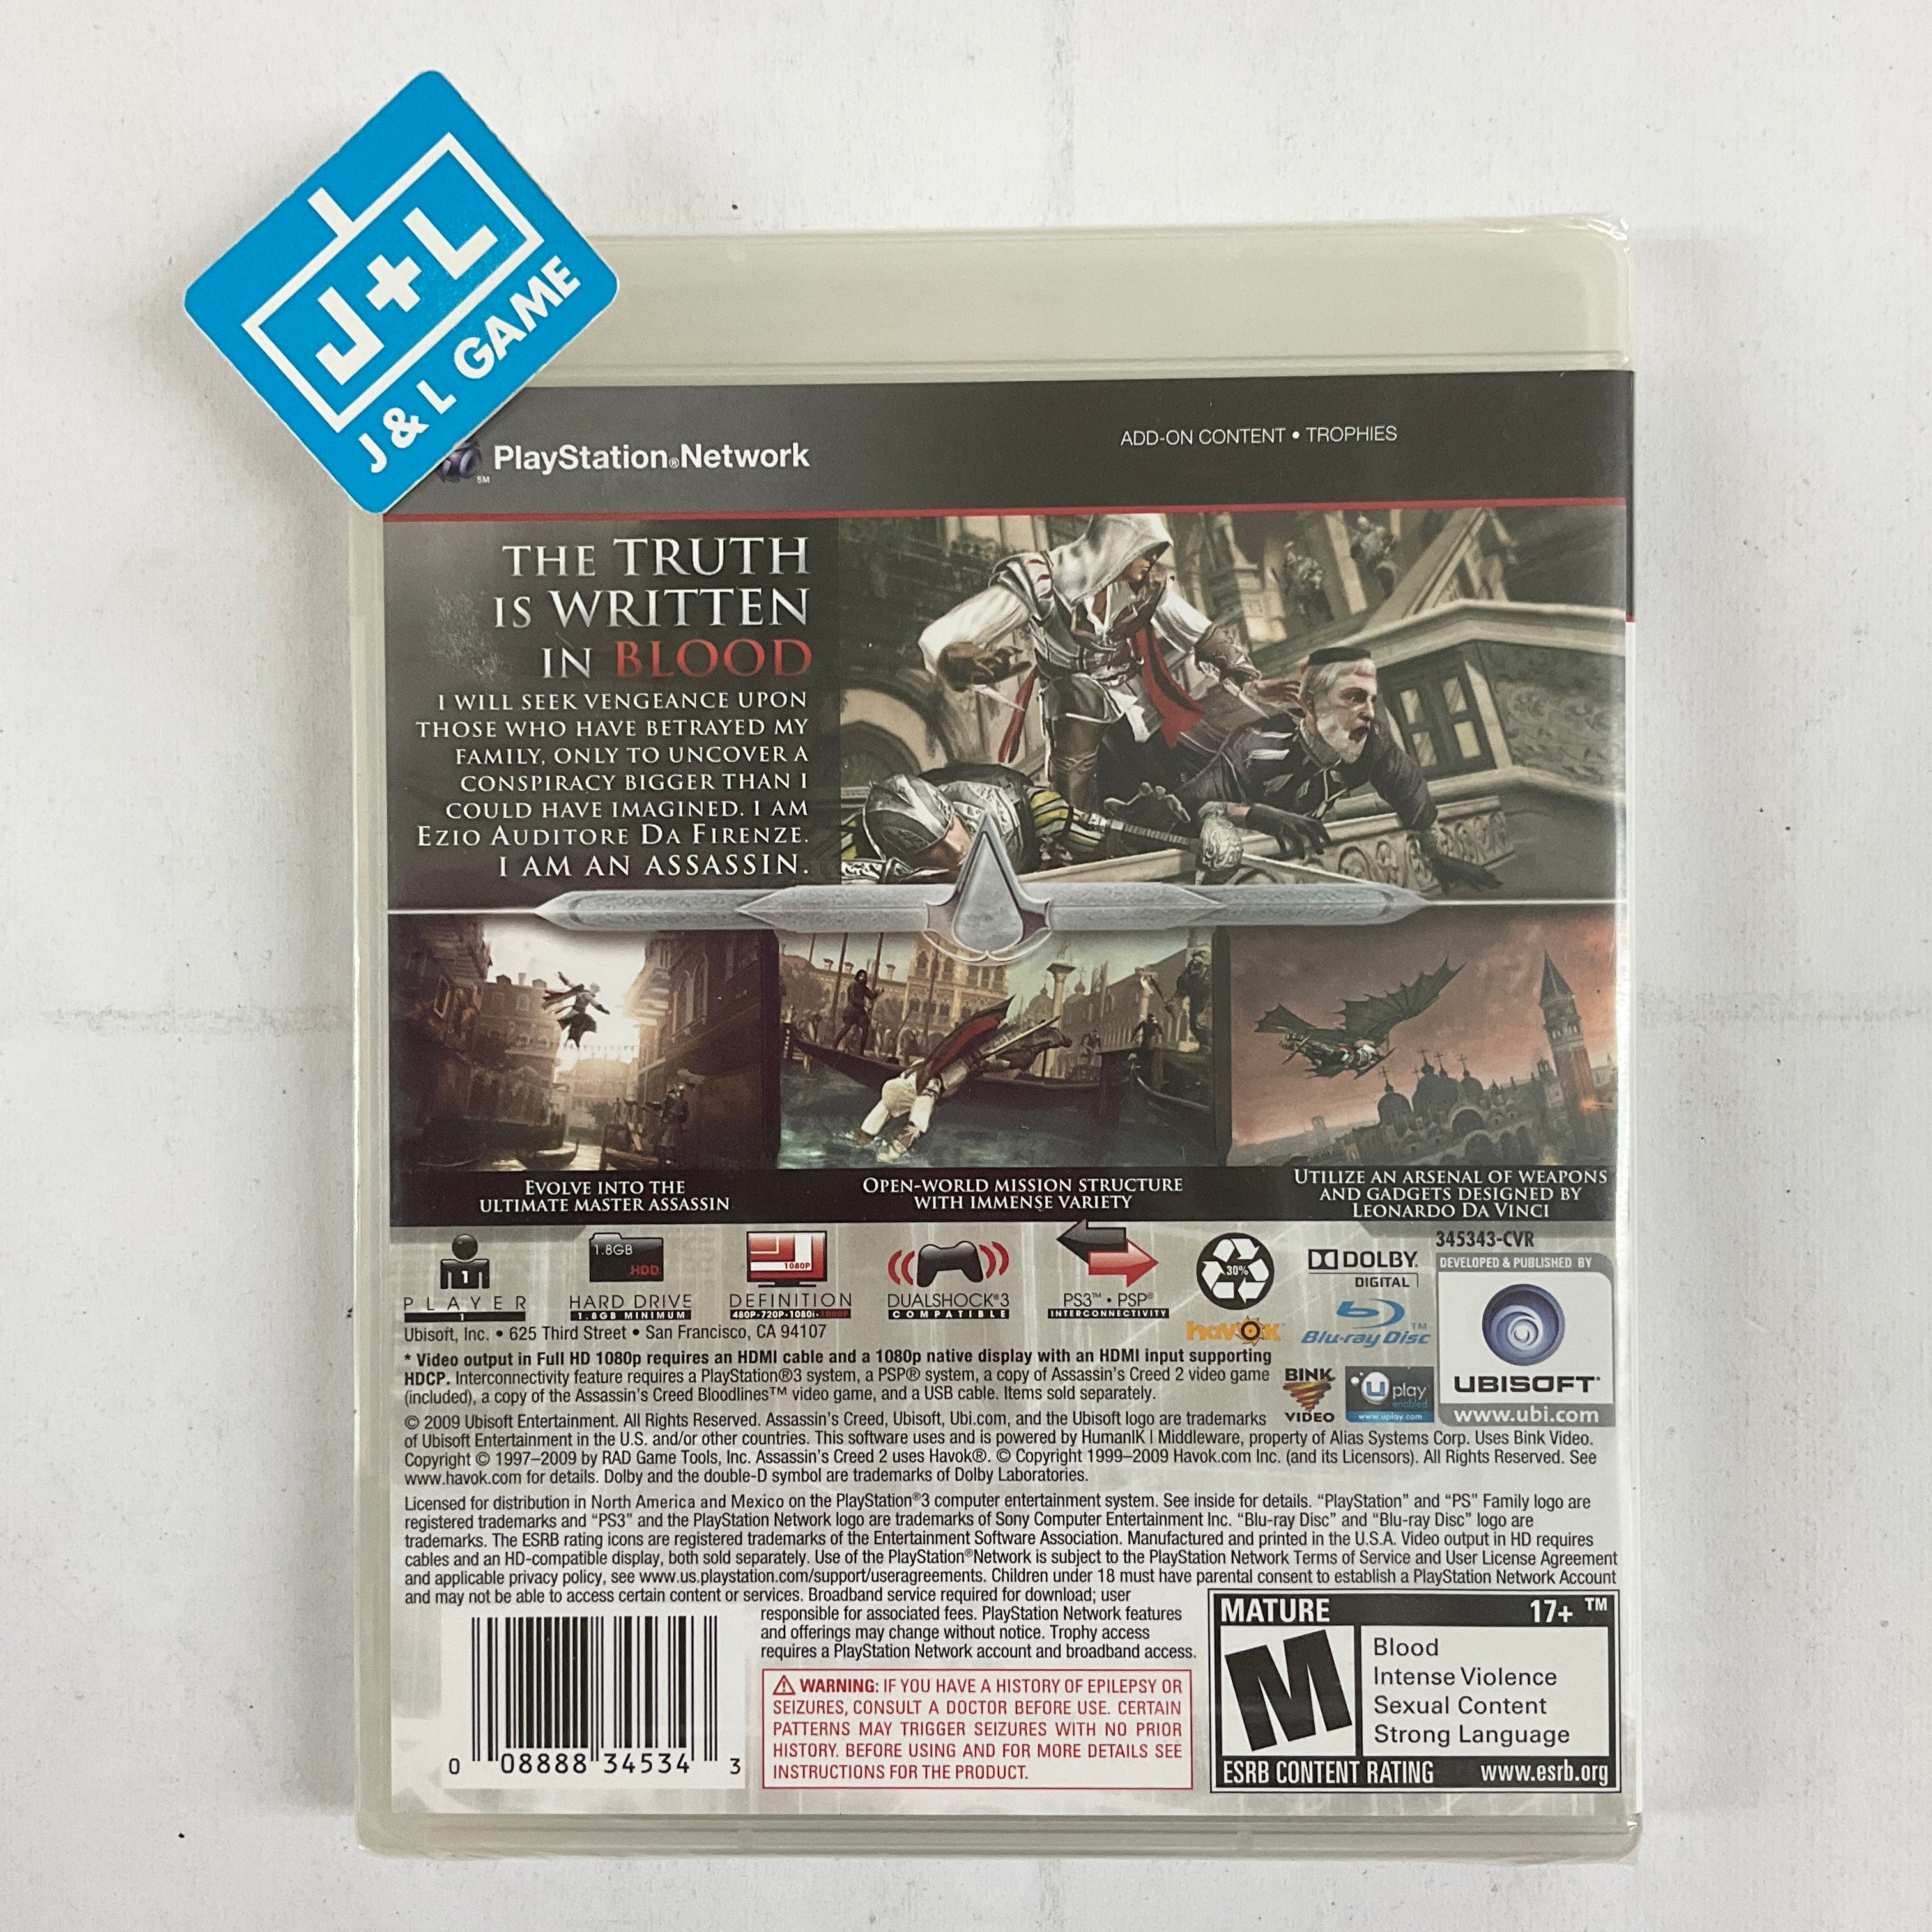 J+L
J & L GAME
PlayStation®Network
SM
ADD-ON CONTENT • TROPHIES
THE TRUTH
IS WRITTEN
IN BLOOD
I WILL SEEK VENGEANCE UPON
THOSE WHO HAVE BETRAYED MY
FAMILY, ONLY TO UNCOVER A
CONSPIRACY BIGGER THAN I
COULD HAVE IMAGINED. I AM
EZIO AUDITORE DA FIRENZE.
I AM AN ASSASSIN.
EVOLVE INTO THE
ULTIMATE MASTER ASSASSIN
OPEN-WORLD MISSION STRUCTURE
WITH IMMENSE VARIETY
UTILIZE AN ARSENAL OF WEAPONS
AND GADGETS DESIGNED BY
LEONARDO DA VINCI
345343-CVR
1
PLAYER
1
1.8GB
HDD
HARD DRIVE
1.8GB MINIMUM
1080P
DEFINITION
480P-720P-1080i-1080P
DUALSHOCK®3
COMPATIBLE
PS3™ • PSP®
INTERCONNECTIVITY
30%
DOLBY
DIGITAL
havok
Blu-ray Disc™
DEVELOPED & PUBLISHED BY
UBISOFT®
www.ubi.com
BINK
VIDEO
Uplay
enabled
www.uplay.com
Ubisoft, Inc. • 625 Third Street • San Francisco, CA 94107
* Video output in Full HD 1080p requires an HDMI cable and a 1080p native display with an HDMI input supporting
HDCP. Interconnectivity feature requires a PlayStation®3 system, a PSP® system, a copy of Assassin's Creed 2 video game
(included), a copy of the Assassin's Creed Bloodlines™ video game, and a USB cable. Items sold separately.
© 2009 Ubisoft Entertainment. All Rights Reserved. Assassin's Creed, Ubisoft, Ubi.com, and the Ubisoft logo are trademarks
of Ubisoft Entertainment in the U.S. and/or other countries. This software uses and is powered by HumanIK | Middleware, property of Alias Systems Corp. Uses Bink Video.
Copyright © 1997–2009 by RAD Game Tools, Inc. Assassin's Creed 2 uses Havok®. © Copyright 1999–2009 Havok.com Inc. (and its Licensors). All Rights Reserved. See
www.havok.com for details. Dolby and the double-D symbol are trademarks of Dolby Laboratories.
Licensed for distribution in North America and Mexico on the PlayStation®3 computer entertainment system. See inside for details. "PlayStation" and "PS" Family logo are
registered trademarks and "PS3" and the PlayStation Network logo are trademarks of Sony Computer Entertainment Inc. "Blu-ray Disc" and "Blu-ray Disc" logo are
trademarks. The ESRB rating icons are registered trademarks of the Entertainment Software Association. Manufactured and printed in the U.S.A. Video output in HD requires
cables and an HD-compatible display, both sold separately. Use of the PlayStation®Network is subject to the PlayStation Network Terms of Service and User License Agreement
and applicable privacy policy, see www.us.playstation.com/support/useragreements. Children under 18 must have parental consent to establish a PlayStation Network Account
and may not be able to access certain content or services. Broadband service required for download; user
responsible for associated fees. PlayStation Network features
and offerings may change without notice. Trophy access
requires a PlayStation Network account and broadband access.
WARNING: IF YOU HAVE A HISTORY OF EPILEPSY OR
SEIZURES, CONSULT A DOCTOR BEFORE USE. CERTAIN
PATTERNS MAY TRIGGER SEIZURES WITH NO PRIOR
HISTORY. BEFORE USING AND FOR MORE DETAILS SEE
INSTRUCTIONS FOR THE PRODUCT.
0 08888 34534 3
MATURE 17+ ™
M
Blood
Intense Violence
Sexual Content
Strong Language
ESRB CONTENT RATING www.esrb.org